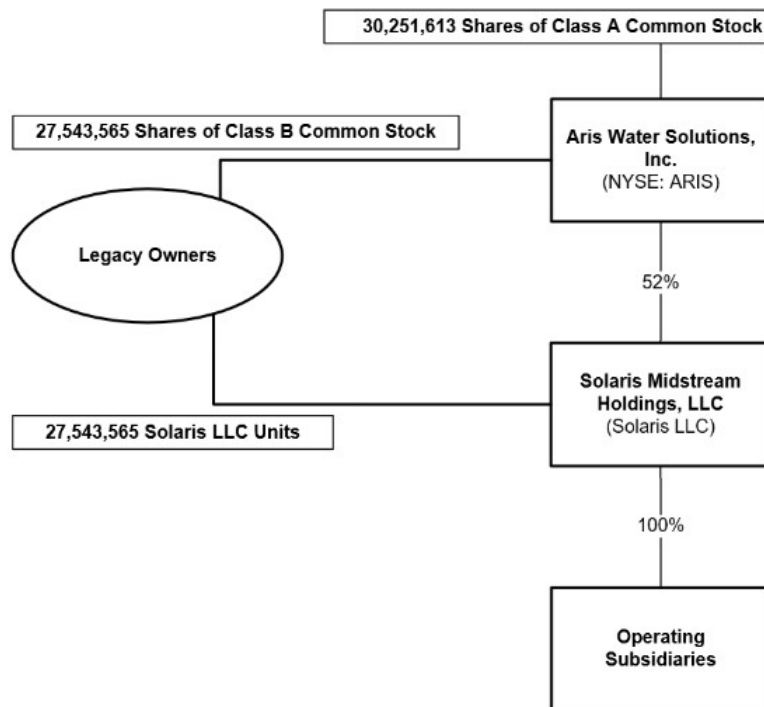 30,251,613 Shares of Class A Common Stock
27,543,565 Shares of Class B Common Stock
Aris Water Solutions,
Inc.
(NYSE: ARIS)
Legacy Owners
52%
Solaris Midstream
Holdings, LLC
(Solaris LLC)
27,543,565 Solaris LLC Units
100%
Operating
Subsidiaries